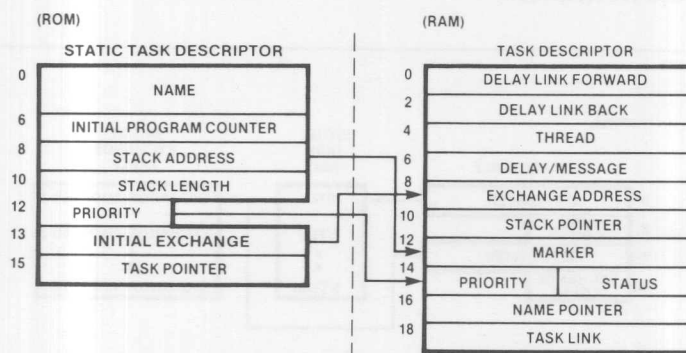 (ROM)
STATIC TASK DESCRIPTOR
0
NAME
6
INITIAL PROGRAM COUNTER
8
STACK ADDRESS
10
STACK LENGTH
12
PRIORITY
13
INITIAL EXCHANGE
15
TASK POINTER
(RAM)
TASK DESCRIPTOR
0
DELAY LINK FORWARD
2
DELAY LINK BACK
4
THREAD
6
DELAY/MESSAGE
8
EXCHANGE ADDRESS
10
STACK POINTER
12
MARKER
14
PRIORITY STATUS
16
NAME POINTER
18
TASK LINK